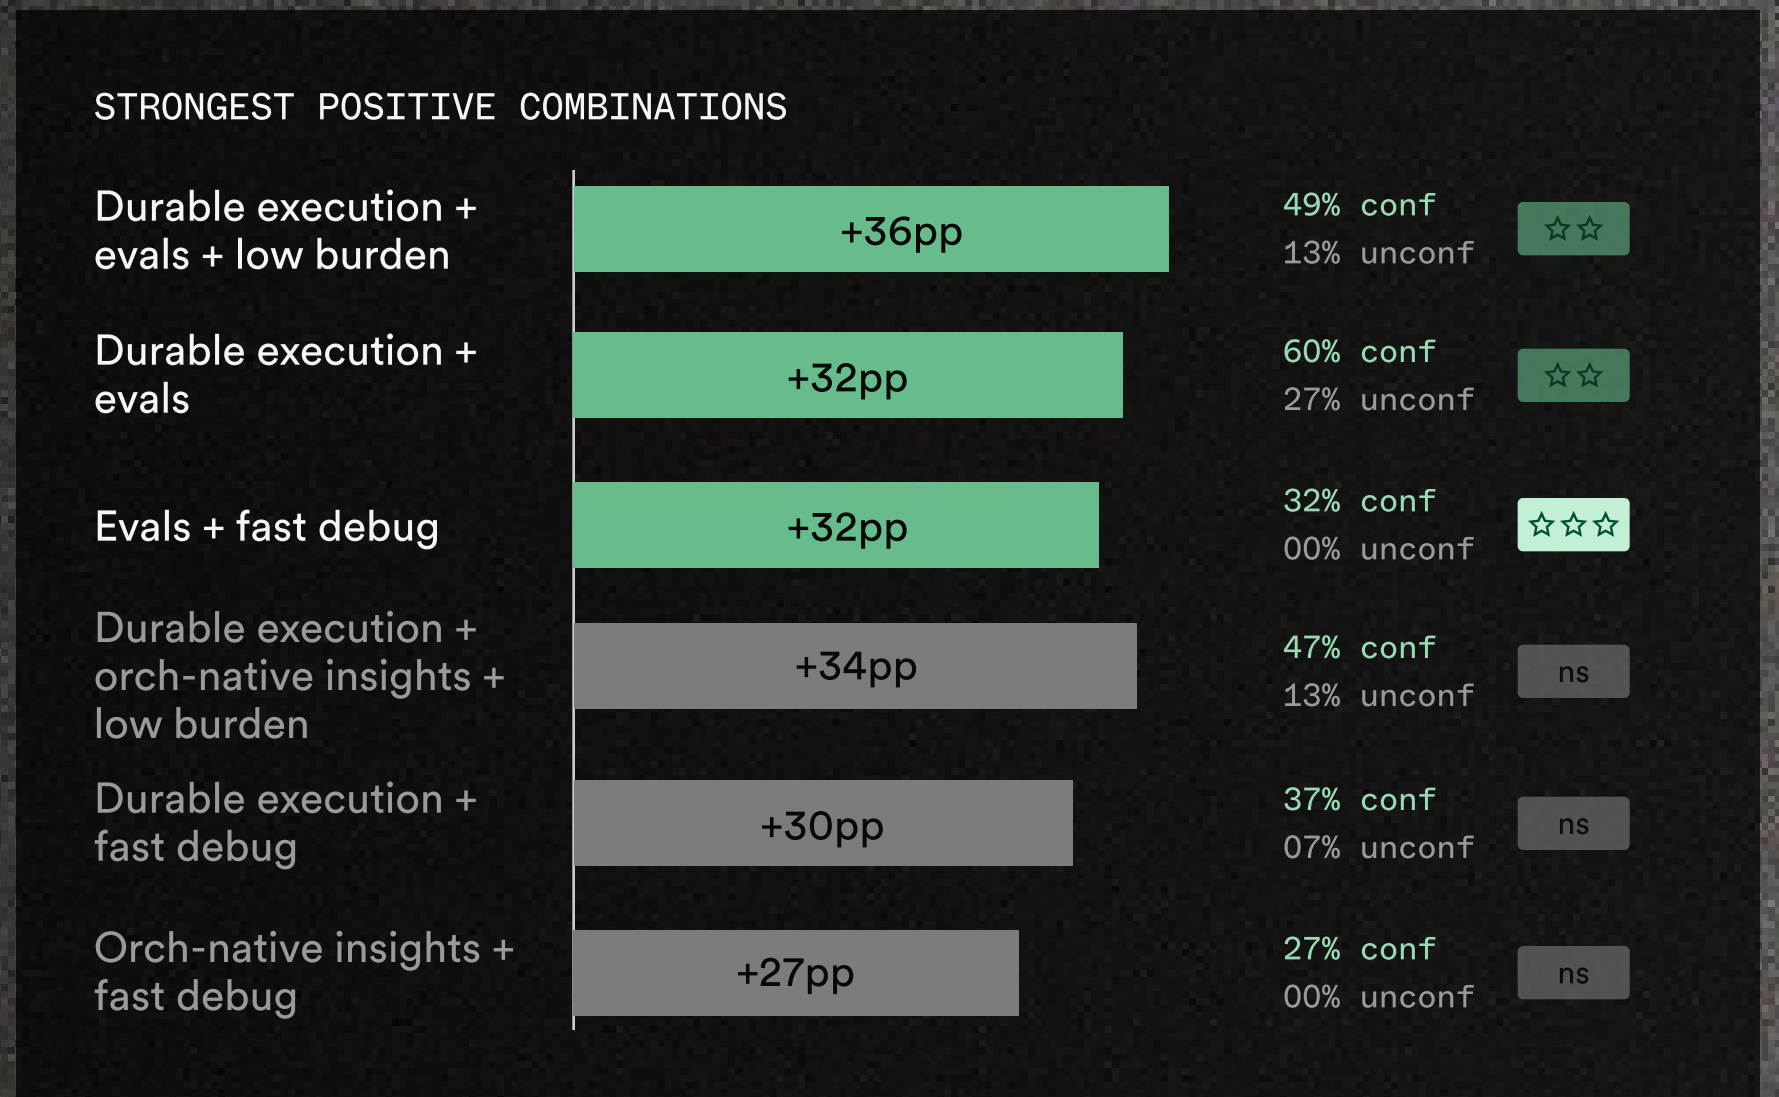 STRONGEST POSITIVE COMBINATIONS
Durable execution +
evals + low burden
+36pp
49% conf
13% unconf
☆☆
Durable execution +
evals
+32pp
60% conf
27% unconf
☆☆
Evals + fast debug
+32pp
32% conf
00% unconf
☆☆☆
Durable execution +
orch-native insights +
low burden
+34pp
47% conf
13% unconf
ns
Durable execution +
fast debug
+30pp
37% conf
07% unconf
ns
Orch-native insights +
fast debug
+27pp
27% conf
00% unconf
ns